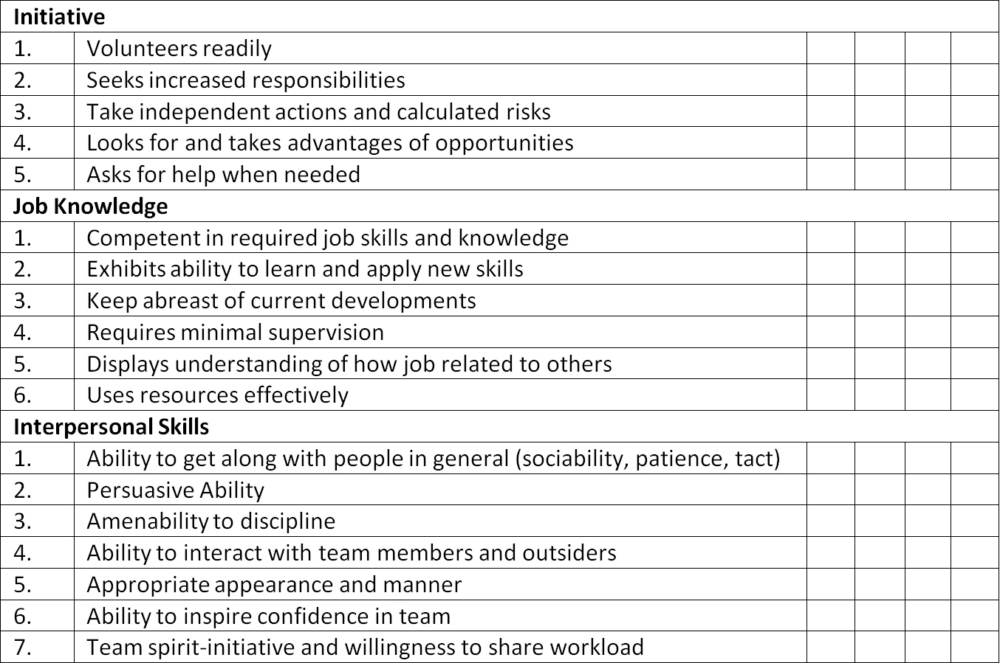 Initiative
1. Volunteers readily
2. Seeks increased responsibilities
3. Take independent actions and calculated risks
4. Looks for and takes advantages of opportunities
5. Asks for help when needed
Job Knowledge
1. Competent in required job skills and knowledge
2. Exhibits ability to learn and apply new skills
3. Keep abreast of current developments
4. Requires minimal supervision
5. Displays understanding of how job related to others
6. Uses resources effectively
Interpersonal Skills
1. Ability to get along with people in general (sociability, patience, tact)
2. Persuasive Ability
3. Amenability to discipline
4. Ability to interact with team members and outsiders
5. Appropriate appearance and manner
6. Ability to inspire confidence in team
7. Team spirit-initiative and willingness to share workload